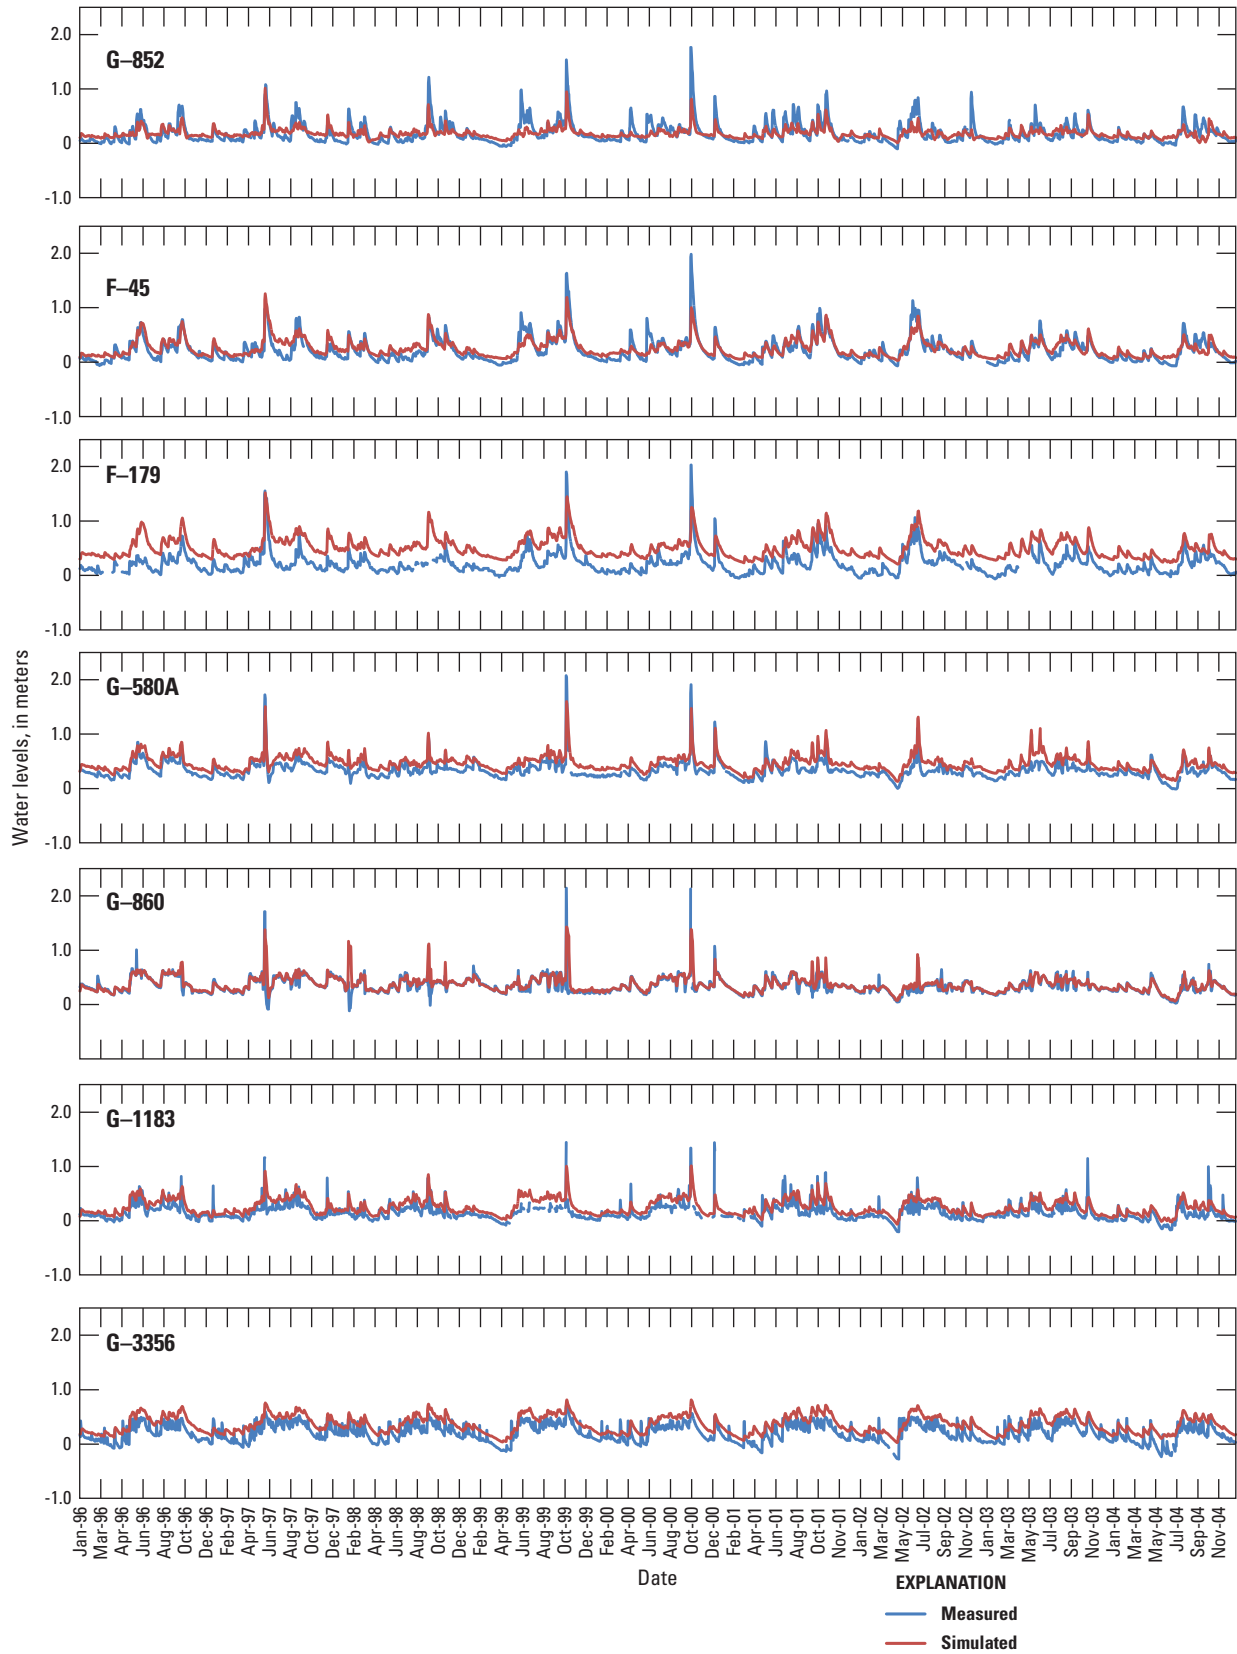 G–852
2.0
1.0
0
-1.0
F–45
2.0
1.0
0
-1.0
F–179
2.0
1.0
0
-1.0
G–580A
2.0
1.0
0
-1.0
G–860
2.0
1.0
0
G–1183
2.0
1.0
0
-1.0
G–3356
2.0
1.0
0
-1.0
Water levels, in meters
Jan-96
Mar-96
Apr-96
Jun-96
Aug-96
Oct-96
Dec-96
Feb-97
Apr-97
Jun-97
Aug-97
Oct-97
Dec-97
Feb-98
Apr-98
Jun-98
Aug-98
Oct-98
Dec-98
Feb-99
Apr-99
Jun-99
Aug-99
Oct-99
Dec-99
Feb-00
Apr-00
Jun-00
Aug-00
Oct-00
Dec-00
Feb-01
Apr-01
Jun-01
Aug-01
Oct-01
Nov-01
Jan-02
Mar-02
May-02
Jul-02
Sep-02
Nov-02
Jan-03
Mar-03
May-03
Jul-03
Sep-03
Nov-03
Jan-04
Mar-04
May-04
Jul-04
Sep-04
Nov-04
Date
EXPLANATION
Measured
Simulated